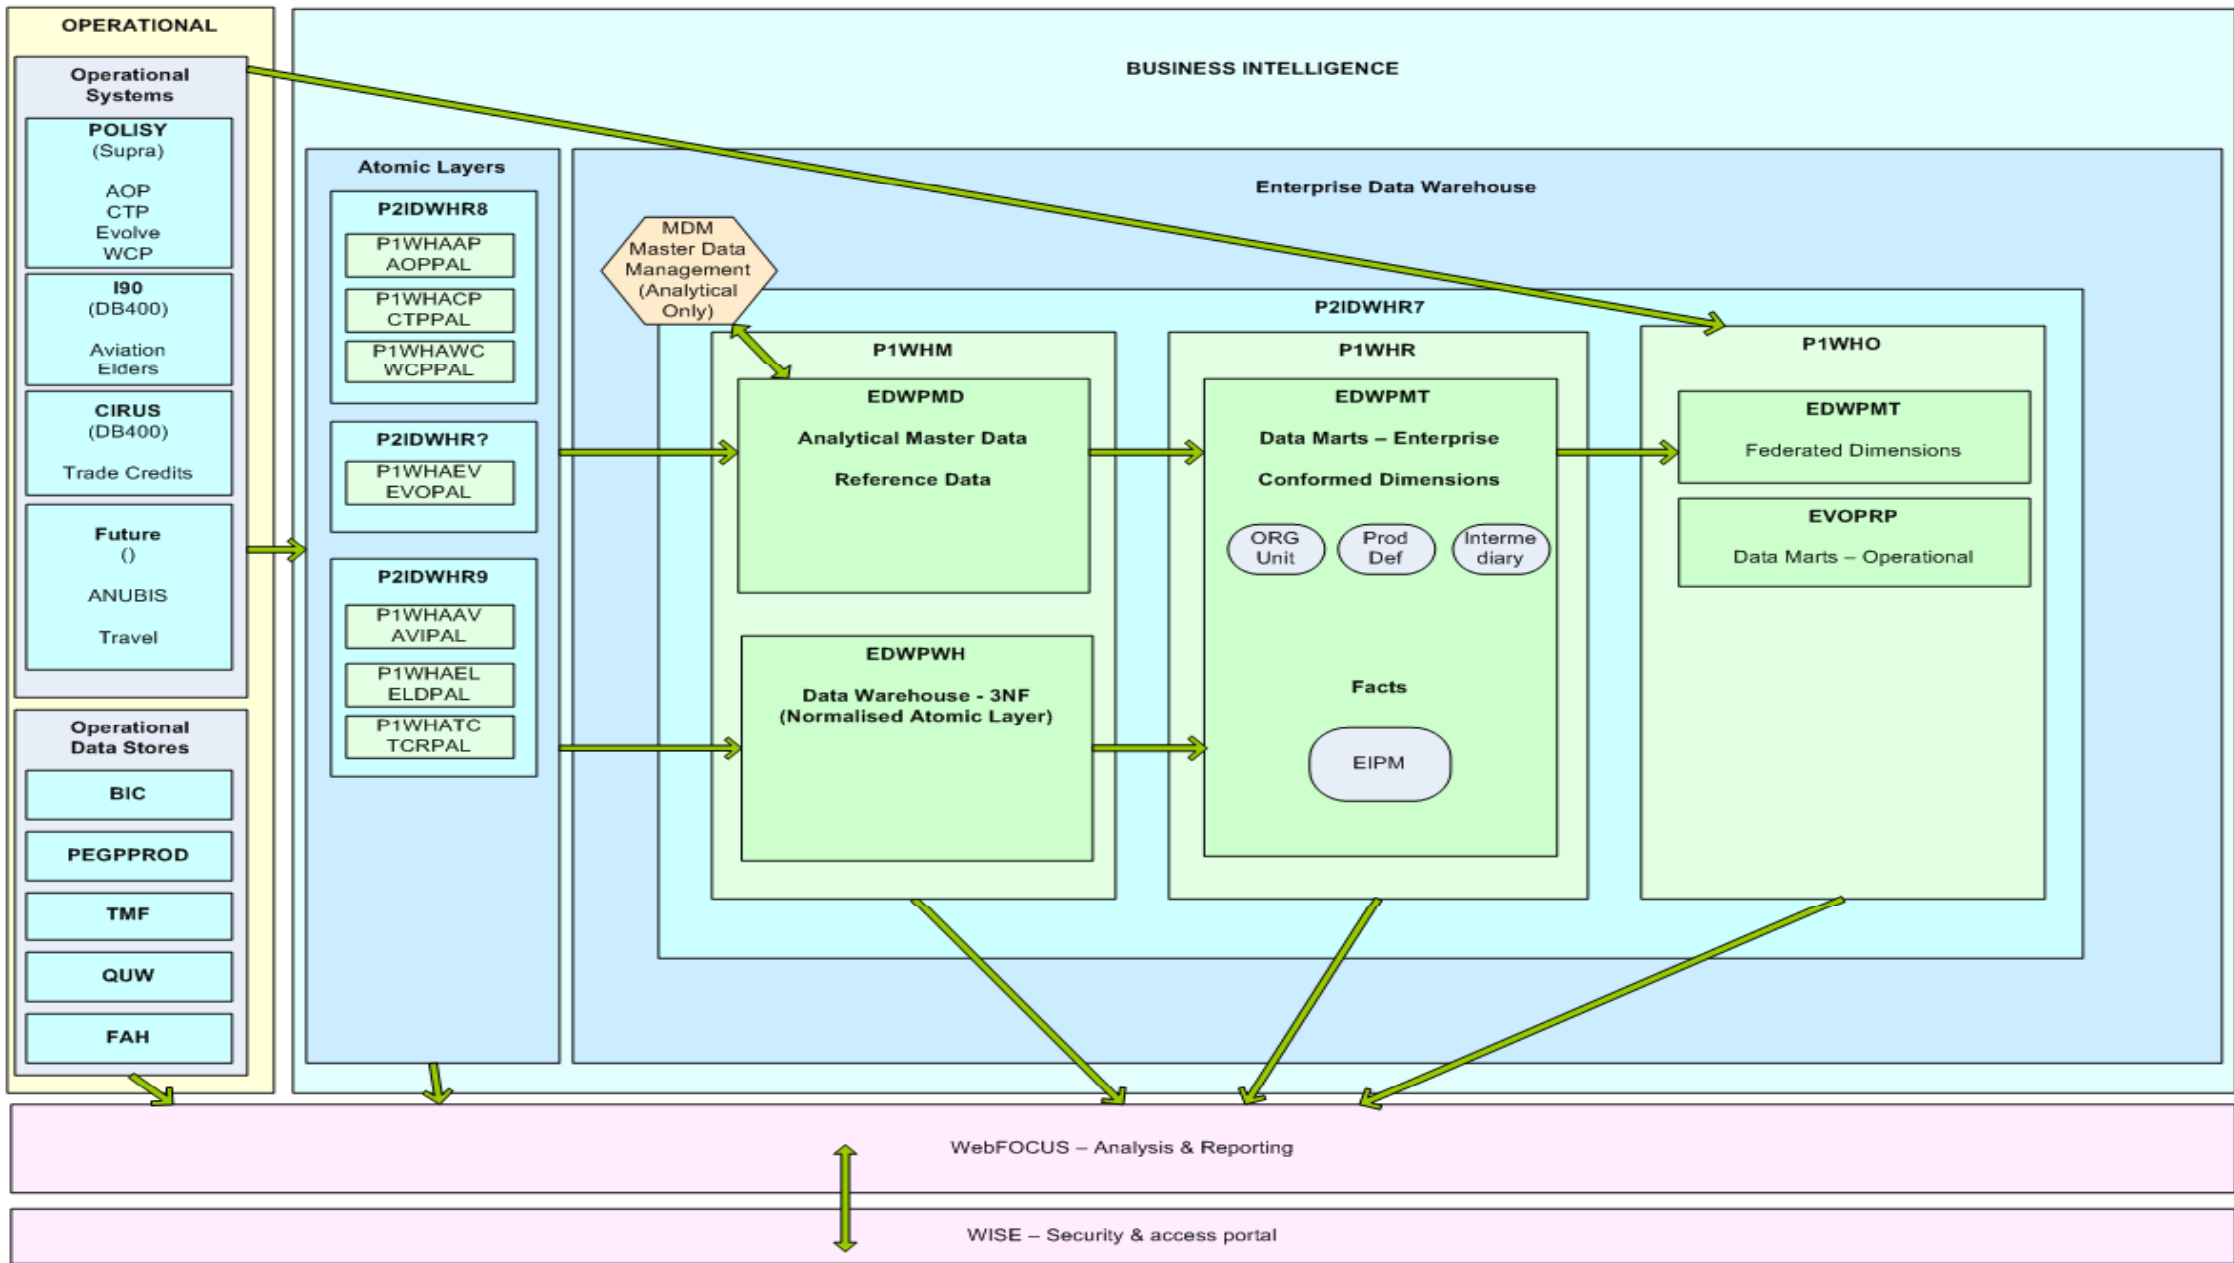 OPERATIONAL
Operational
Systems
POLISY
(Supra)
AOP
CTP
Evolve
WCP
I90
(DB400)
Aviation
Elders
CIRUS
(DB400)
Trade Credits
Future
()
ANUBIS
Travel
Operational
Data Stores
BIC
PEGPPROD
TMF
QUW
FAH
BUSINESS INTELLIGENCE
Atomic Layers
P2IDWHR8
P1WHAAP
AOPPAL
P1WHACP
CTPPAL
P1WHAWC
WCPPAL
P2IDWHR?
P1WHAEV
EVOPAL
P2IDWHR9
P1WHAAV
AVIPAL
P1WHAEL
ELDPAL
P1WHATC
TCRPAL
Enterprise Data Warehouse
MDM
Master Data
Management
(Analytical
Only)
P2IDWHR7
P1WHM
EDWPMD
Analytical Master Data
Reference Data
EDWPWH
Data Warehouse - 3NF
(Normalised Atomic Layer)
P1WHR
EDWPMT
Data Marts – Enterprise
Conformed Dimensions
ORG
Unit
Prod
Def
Interme
diary
Facts
EIPM
P1WHO
EDWPMT
Federated Dimensions
EVOPRP
Data Marts – Operational
WebFOCUS – Analysis & Reporting
WISE – Security & access portal